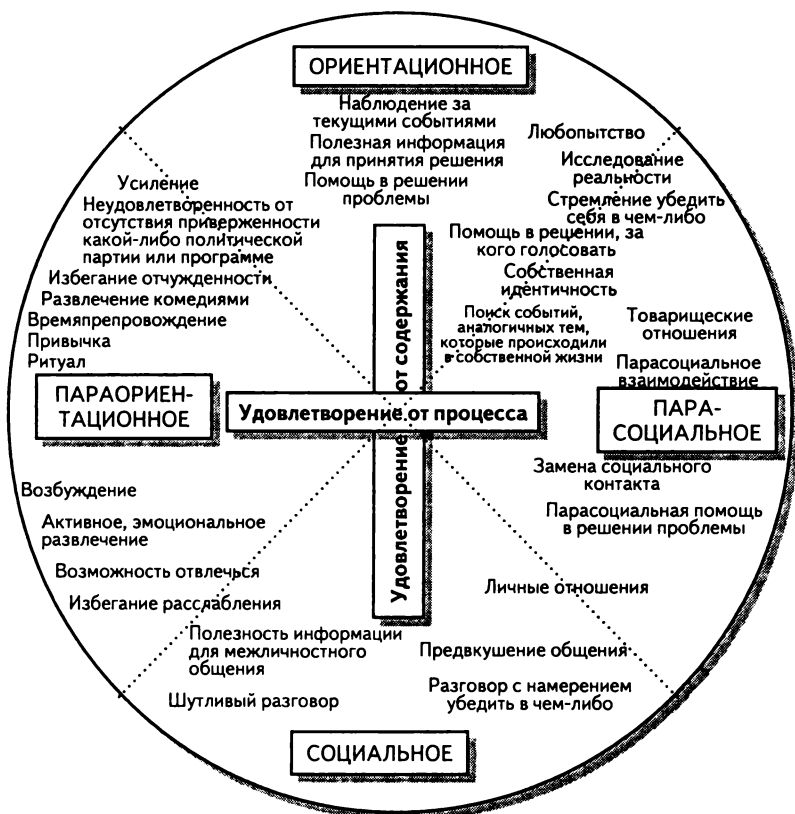 ОРИЕНТАЦИОННОЕ
Наблюдение за
текущими событиями
Полезная информация
для принятия решения
Помощь в решении
проблемы
Любопытство
Исследование
реальности
Стремление убедить
себя в чем-либо
Помощь в решении, за
кого голосовать
Собственная
идентичность
Поиск событий,
аналогичных тем,
которые происходили
в собственной жизни
Усиление
Неудовлетворенность от
отсутствия приверженности
какой-либо политической
партии или программе
Избегание отчужденности
Развлечение комедиями
Времяпрепровождение
Привычка
Ритуал
ПАРАОРИЕН-
ТАЦИОННОЕ
Удовлетворение от процесса
Удовлетворение от содержания
Товарищеские
отношения
Парасоциальное
взаимодействие
ПАРА-
СОЦИАЛЬНОЕ
Замена социального
контакта
Парасоциальная помощь
в решении проблемы
Возбуждение
Активное, эмоциональное
развлечение
Возможность отвлечься
Избегание расслабления
Полезность информации
для межличностного
общения
Шутливый разговор
Личные отношения
Предвкушение общения
Разговор с намерением
убедить в чем-либо
СОЦИАЛЬНОЕ